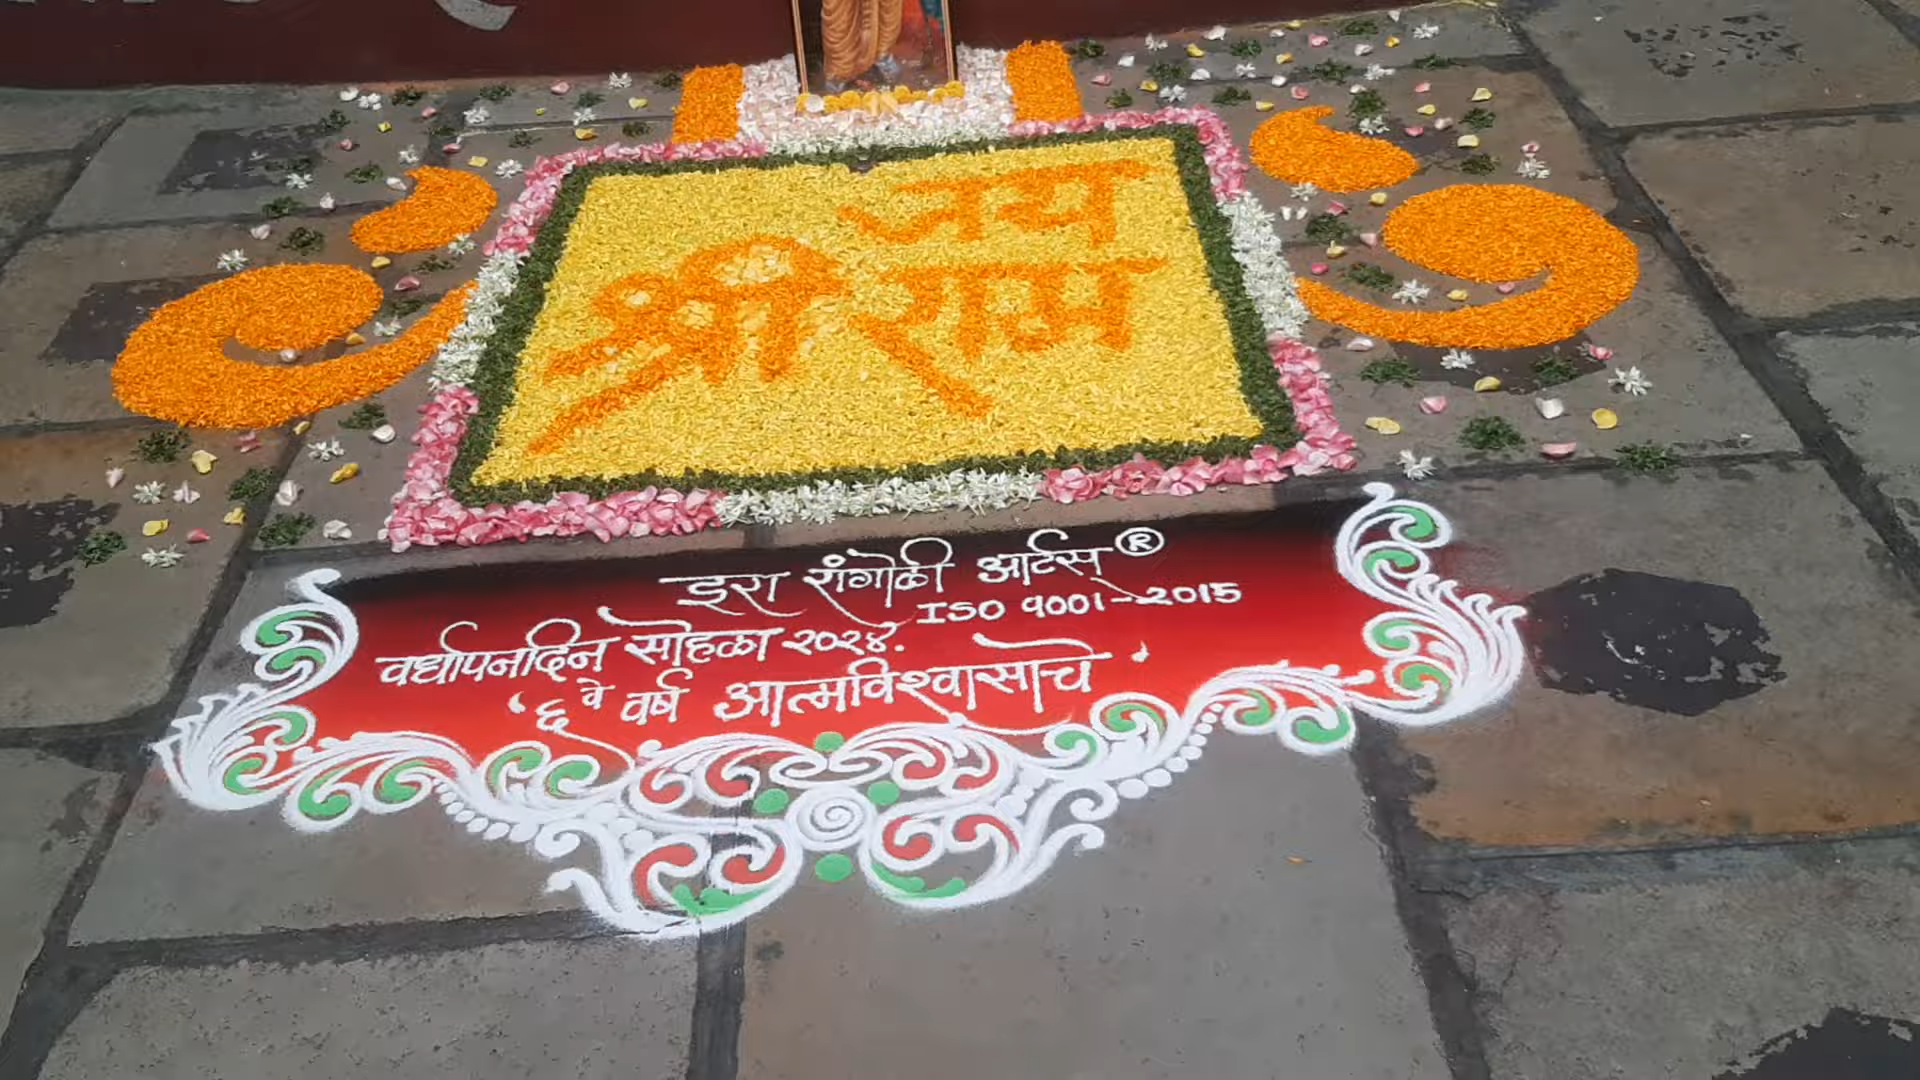 जय
श्री राम
इरा रांगोळी आर्टस् ®
ISO 9001-2015
वर्धापनदिन सोहळा २०२४.
'६ वे वर्ष आत्मविश्वासाचे'